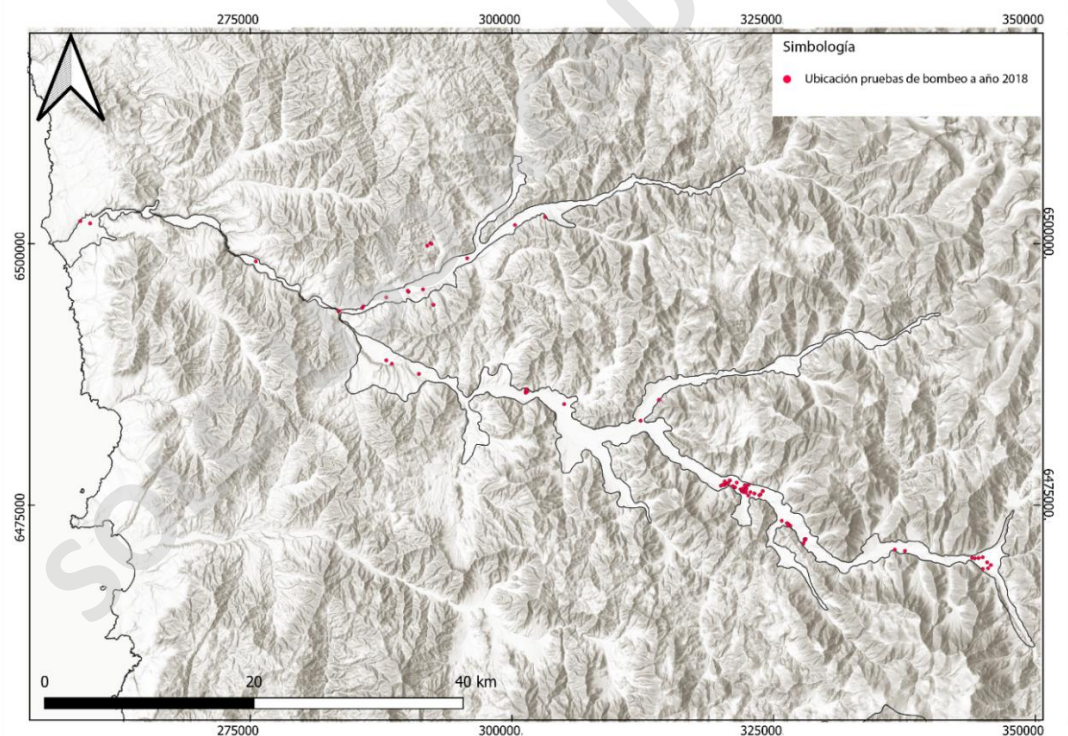 275000 300000 325000 350000
Simbología
Ubicación pruebas de bombeo a año 2018
6500000
6500000.
6475000
6475000.
0 20 40 km
275000 300000. 325000 350000